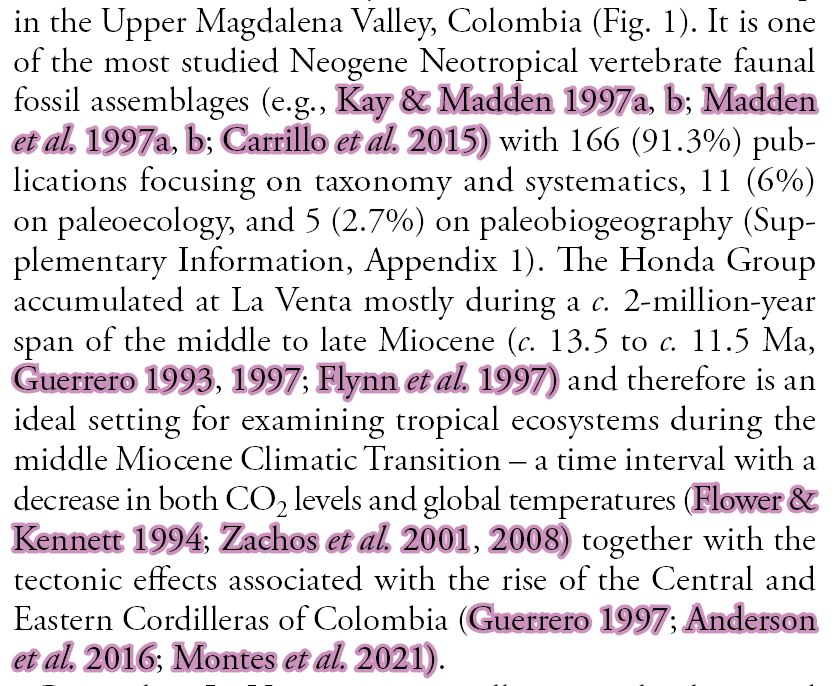 in the Upper Magdalena Valley, Colombia (Fig. 1). It is one
of the most studied Neogene Neotropical vertebrate faunal
fossil assemblages (e.g., Kay & Madden 1997a, b; Madden
et al. 1997a, b; Carrillo et al. 2015) with 166 (91.3%) pub-
lications focusing on taxonomy and systematics, 11 (6%)
on paleoecology, and 5 (2.7%) on paleobiogeography (Sup-
plementary Information, Appendix 1). The Honda Group
accumulated at La Venta mostly during a c. 2-million-year
span of the middle to late Miocene (c. 13.5 to c. 11.5 Ma,
Guerrero 1993, 1997; Flynn et al. 1997) and therefore is an
ideal setting for examining tropical ecosystems during the
middle Miocene Climatic Transition – a time interval with a
decrease in both CO₂ levels and global temperatures (Flower &
Kennett 1994; Zachos et al. 2001, 2008) together with the
tectonic effects associated with the rise of the Central and
Eastern Cordilleras of Colombia (Guerrero 1997; Anderson
et al. 2016; Montes et al. 2021).